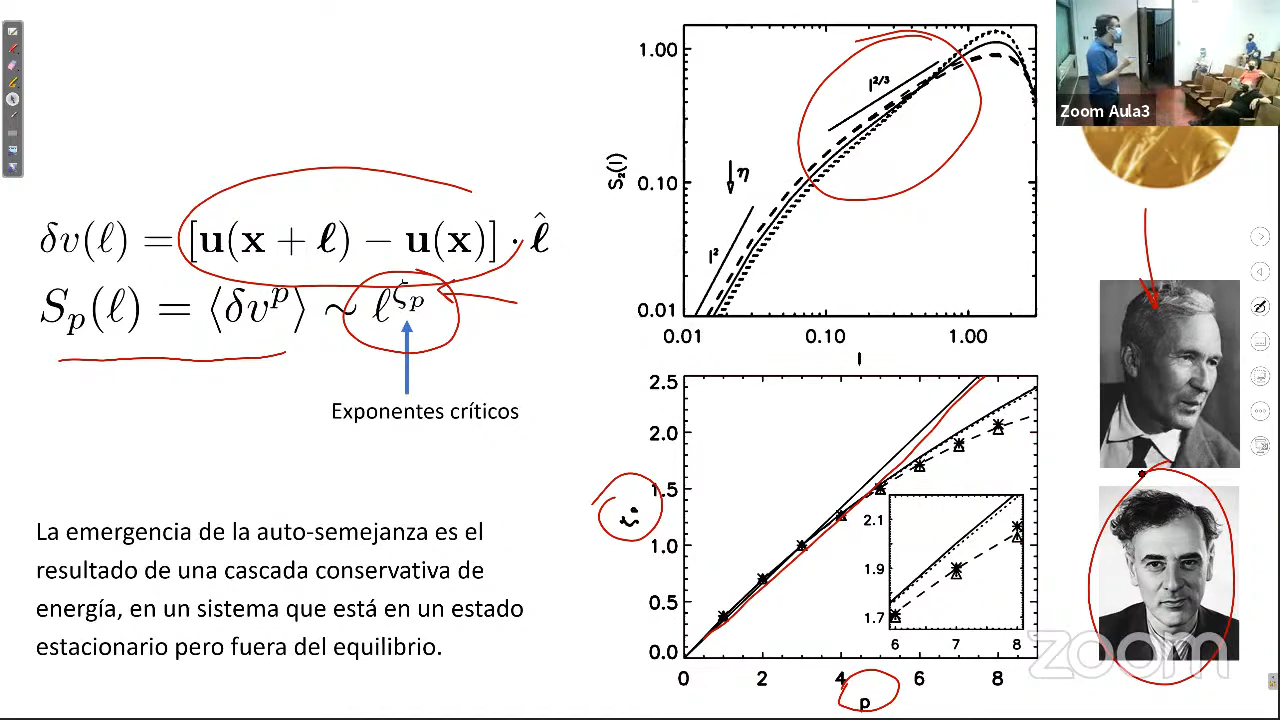 δv(ℓ) = [u(x + ℓ) − u(x)] · ℓ̂
S_p(ℓ) = ⟨δv^p⟩ ∼ ℓ^{ζ_p}
Exponentes críticos
La emergencia de la auto-semejanza es el
resultado de una cascada conservativa de
energía, en un sistema que está en un estado
estacionario pero fuera del equilibrio.
S₂(l)
1.00
0.10
0.01
l^{2/3}
η
l²
0.01 0.10 1.00
l
2.5
2.0
1.5
1.0
0.5
0.0
2.1
1.9
1.7
6 7 8
0 2 4 6 8
p
Zoom Aula3
zoom